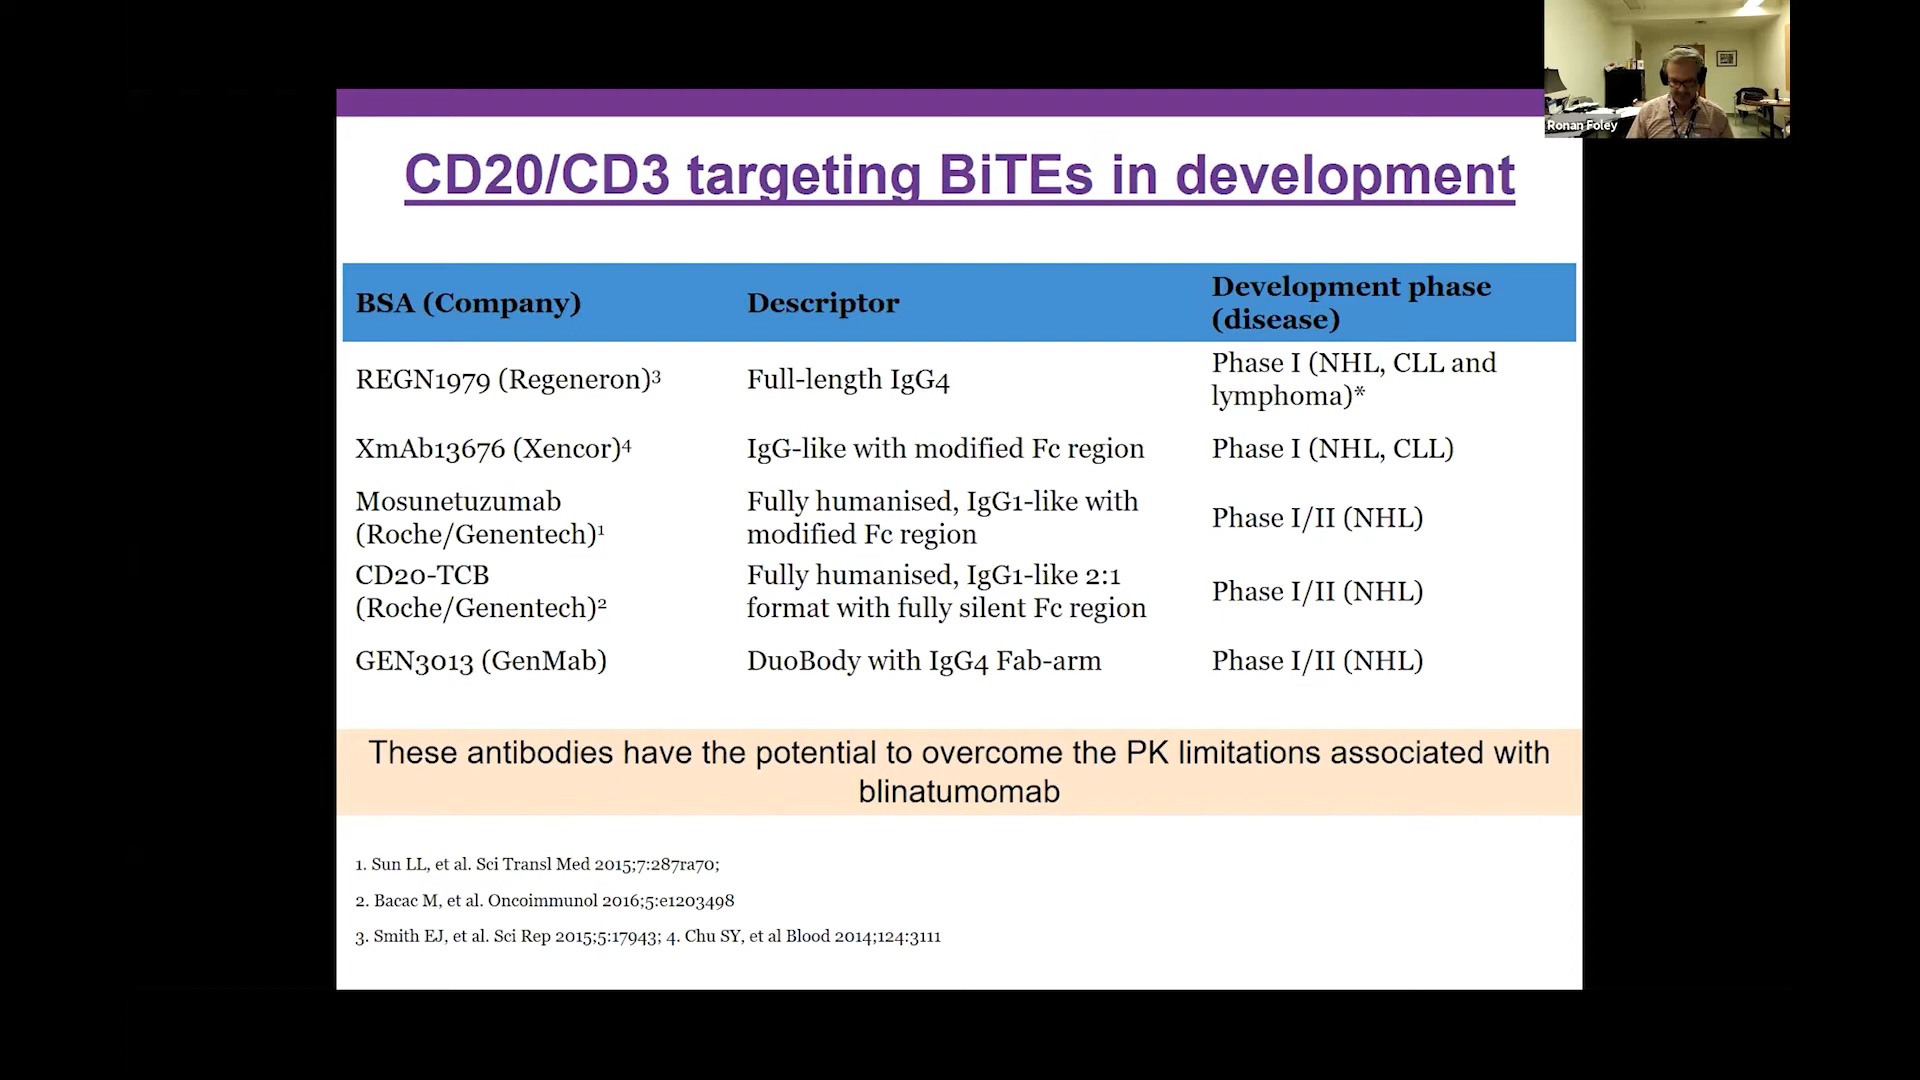 Ronan Foley
CD20/CD3 targeting BiTEs in development
BSA (Company)
Descriptor
Development phase
(disease)
REGN1979 (Regeneron)³
Full-length IgG4
Phase I (NHL, CLL and
lymphoma)*
XmAb13676 (Xencor)⁴
IgG-like with modified Fc region
Phase I (NHL, CLL)
Mosunetuzumab
(Roche/Genentech)¹
Fully humanised, IgG1-like with
modified Fc region
Phase I/II (NHL)
CD20-TCB
(Roche/Genentech)²
Fully humanised, IgG1-like 2:1
format with fully silent Fc region
Phase I/II (NHL)
GEN3013 (GenMab)
DuoBody with IgG4 Fab-arm
Phase I/II (NHL)
These antibodies have the potential to overcome the PK limitations associated with
blinatumomab
1. Sun LL, et al. Sci Transl Med 2015;7:287ra70;
2. Bacac M, et al. Oncoimmunol 2016;5:e1203498
3. Smith EJ, et al. Sci Rep 2015;5:17943; 4. Chu SY, et al Blood 2014;124:3111